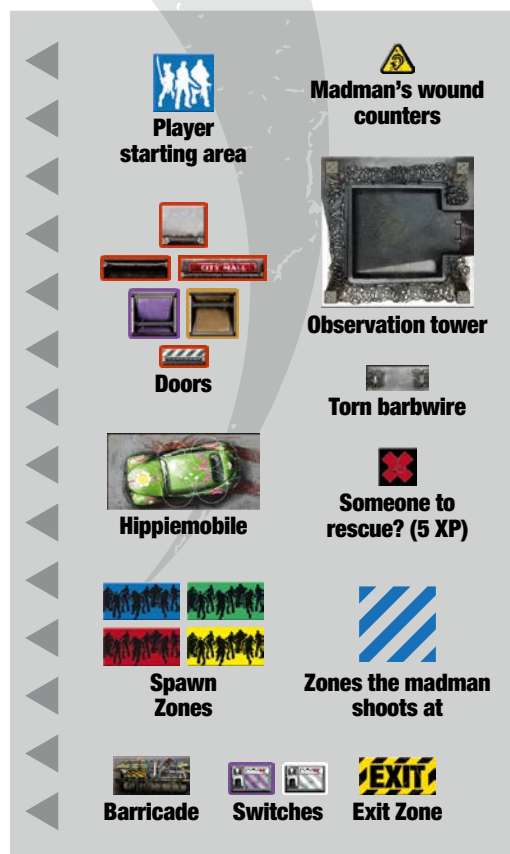 Player
starting area
Madman's wound
counters
CITY HALL
Doors
Observation tower
Torn barbwire
Hippiemobile
Someone to
rescue? (5 XP)
Spawn
Zones
Zones the madman
shoots at
Barricade
Switches
EXIT
Exit Zone